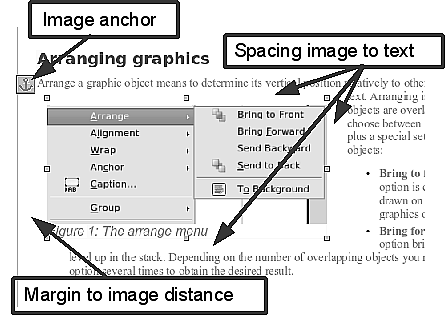 Image anchor
Spacing image to text
Arranging graphics
Arrange a graphic object means to determine its vertical position relatively to othe
text. Arranging i
objects are overl
choose between
plus a special set
objects:
Arrange
Alignment
Wrap
Anchor
Caption...
Group
Bring to Front
Bring Forward
Send Backward
Send to Back
To Background
• Bring to f
option is c
drawn on
graphics o
• Bring for
option bri
Figure 1: The arrange menu
level up in the stack. Depending on the number of overlapping objects you
option several times to obtain the desired result.
Margin to image distance